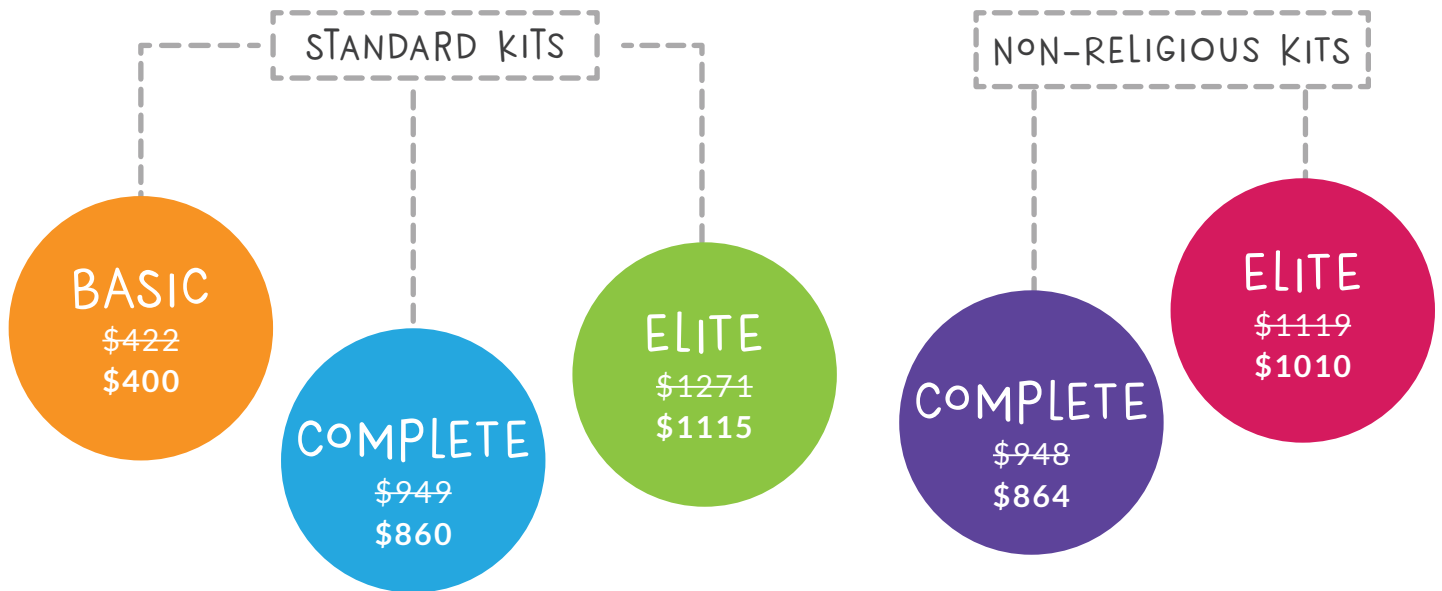 STANDARD KITS
BASIC
$422
$400
COMPLETE
$949
$860
ELITE
$1271
$1115
NON-RELIGIOUS KITS
COMPLETE
$948
$864
ELITE
$1119
$1010